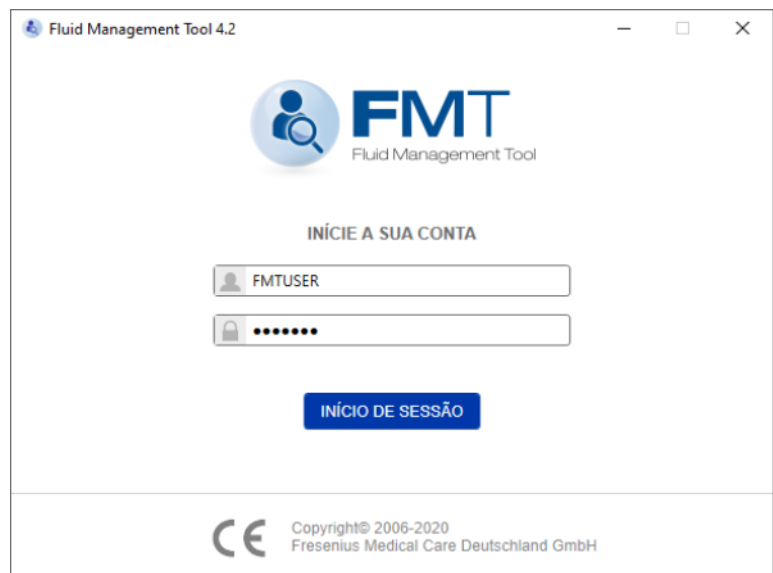 Fluid Management Tool 4.2
FMT
Fluid Management Tool
INÍCIE A SUA CONTA
FMTUSER
•••••••
INÍCIO DE SESSÃO
CE
Copyright© 2006-2020
Fresenius Medical Care Deutschland GmbH